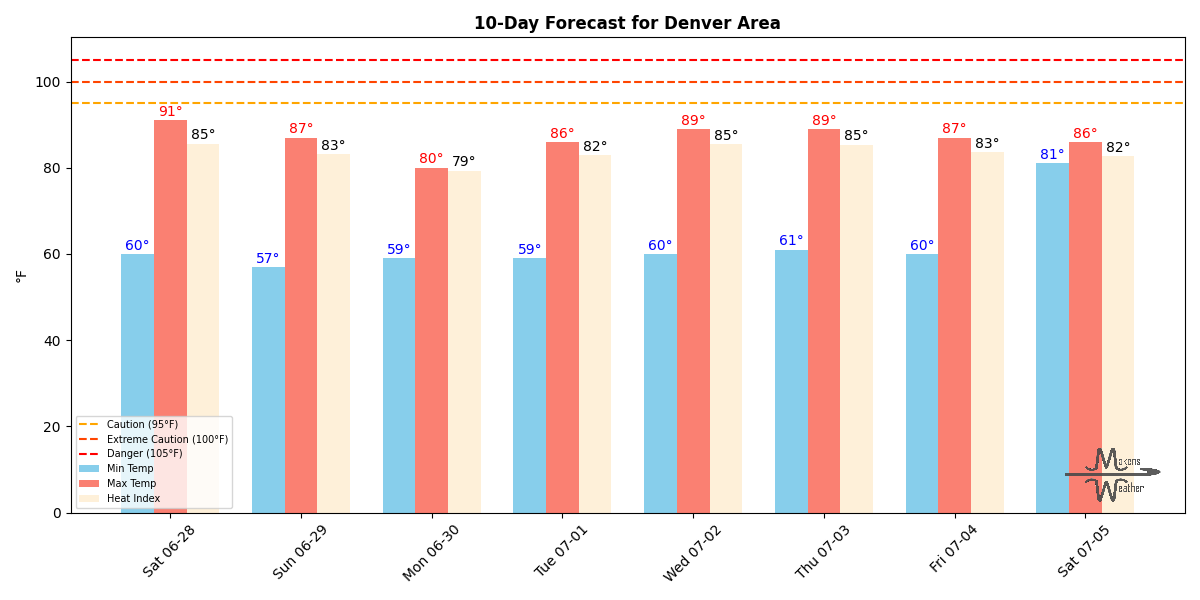 10-Day Forecast for Denver Area
°F
100
80
60
40
20
0
60° 91° 85°
57° 87° 83°
59° 80° 79°
59° 86° 82°
60° 89° 85°
61° 89° 85°
60° 87° 83°
81° 86° 82°
Caution (95°F)
Extreme Caution (100°F)
Danger (105°F)
Min Temp
Max Temp
Heat Index
Sat 06-28
Sun 06-29
Mon 06-30
Tue 07-01
Wed 07-02
Thu 07-03
Fri 07-04
Sat 07-05